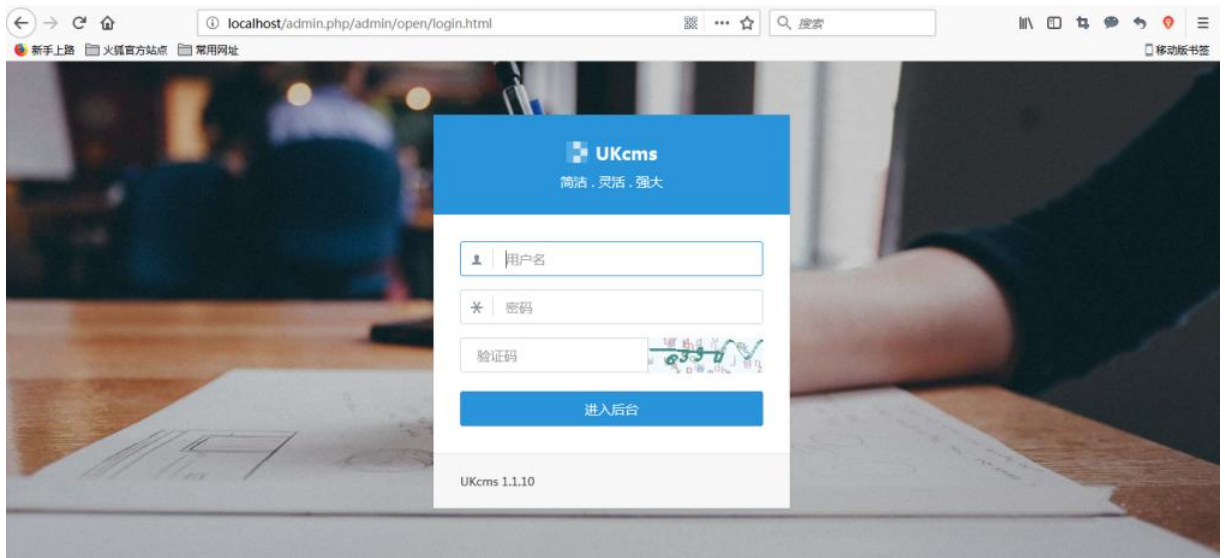 localhost/admin.php/admin/open/login.html
搜索
新手上路 火狐官方站点 常用网址
移动版书签
UKcms
简洁 . 灵活 . 强大
用户名
密码
验证码
进入后台
UKcms 1.1.10